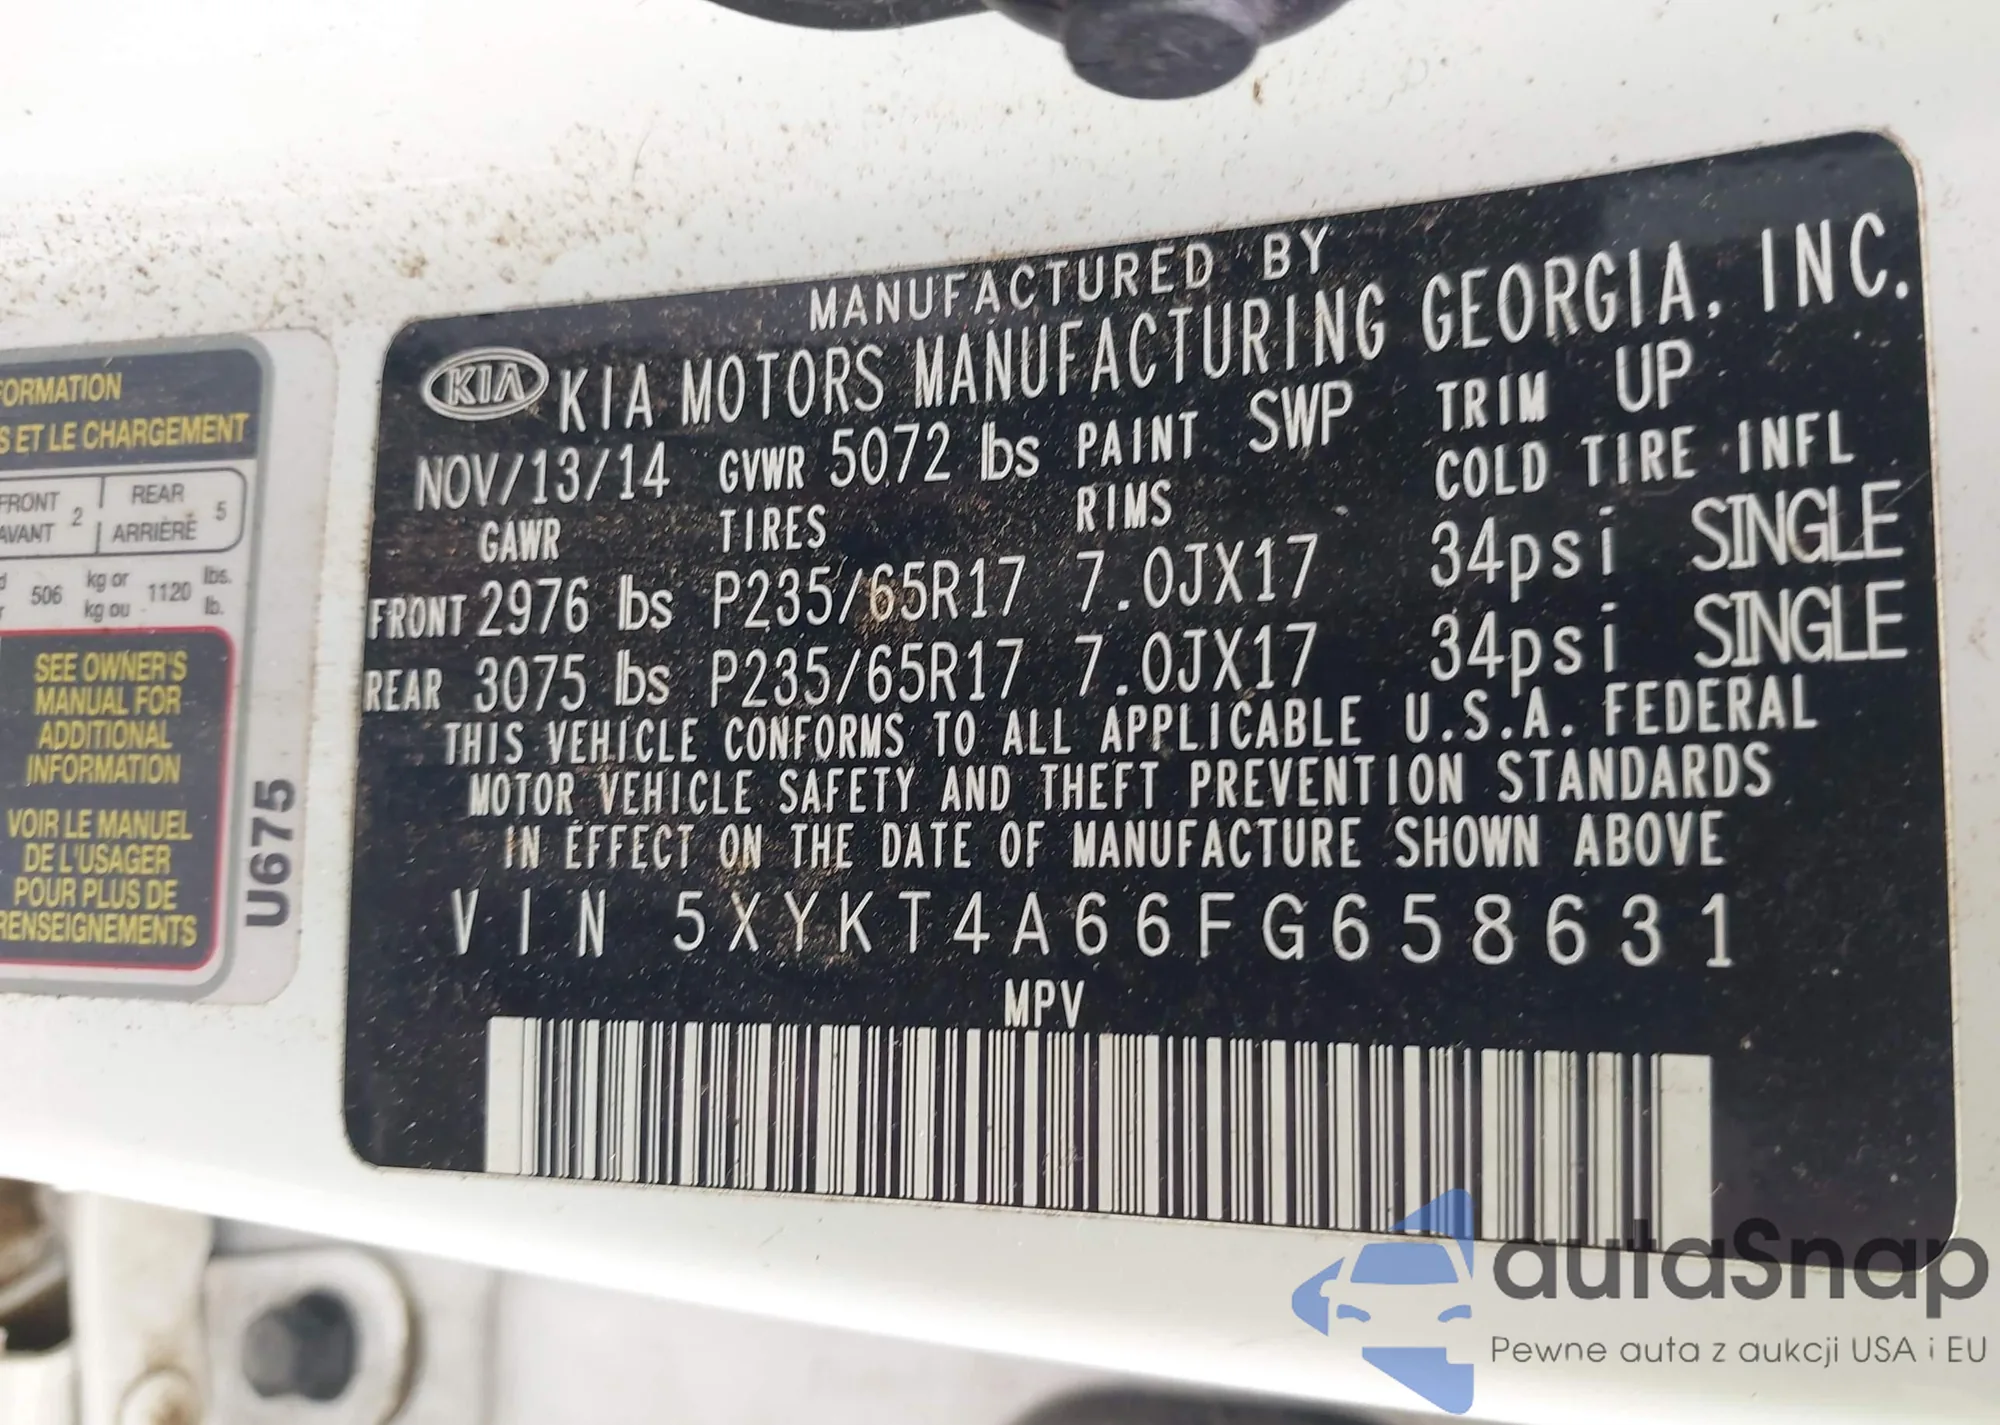 MANUFACTURED BY
KIA KIA MOTORS MANUFACTURING GEORGIA, INC.
NOV/13/14 GVWR 5072 lbs PAINT SWP TRIM UP
GAWR TIRES RIMS COLD TIRE INFL
FRONT 2976 lbs P235/65R17 7.0JX17 34psi SINGLE
REAR 3075 lbs P235/65R17 7.0JX17 34psi SINGLE
THIS VEHICLE CONFORMS TO ALL APPLICABLE U.S.A. FEDERAL
MOTOR VEHICLE SAFETY AND THEFT PREVENTION STANDARDS
IN EFFECT ON THE DATE OF MANUFACTURE SHOWN ABOVE
VIN 5XYKT4A66FG658631
MPV
FORMATION
S ET LE CHARGEMENT
FRONT 2 REAR 5
AVANT ARRIÈRE
506 kg or 1120 lbs.
kg ou lb.
SEE OWNER'S
MANUAL FOR
ADDITIONAL
INFORMATION
VOIR LE MANUEL
DE L'USAGER
POUR PLUS DE
RENSEIGNEMENTS
U675
autaSnap
Pewne auta z aukcji USA i EU